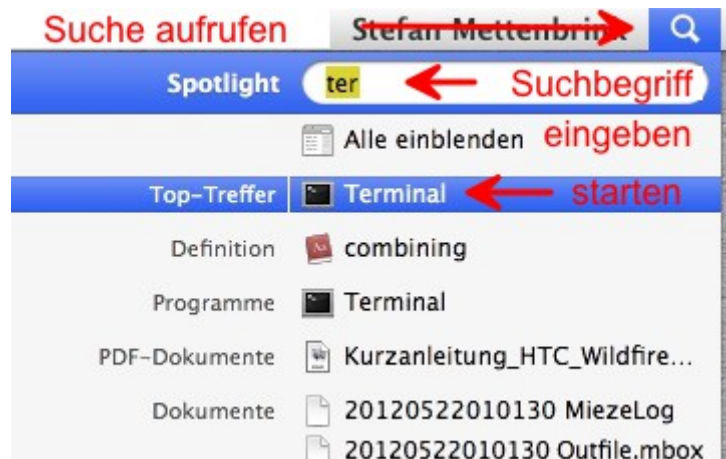 Suche aufrufen Stefan Mettenbrink
Spotlight ter Suchbegriff
Alle einblenden eingeben
Top-Treffer Terminal starten
Definition combining
Programme Terminal
PDF-Dokumente Kurzanleitung_HTC_Wildfire...
Dokumente 20120522010130 MiezeLog
20120522010130 Outfile.mbox